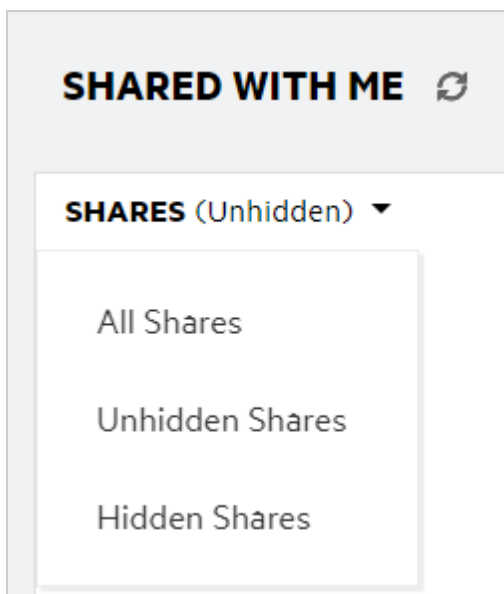 SHARED WITH ME
SHARES (Unhidden)
All Shares
Unhidden Shares
Hidden Shares